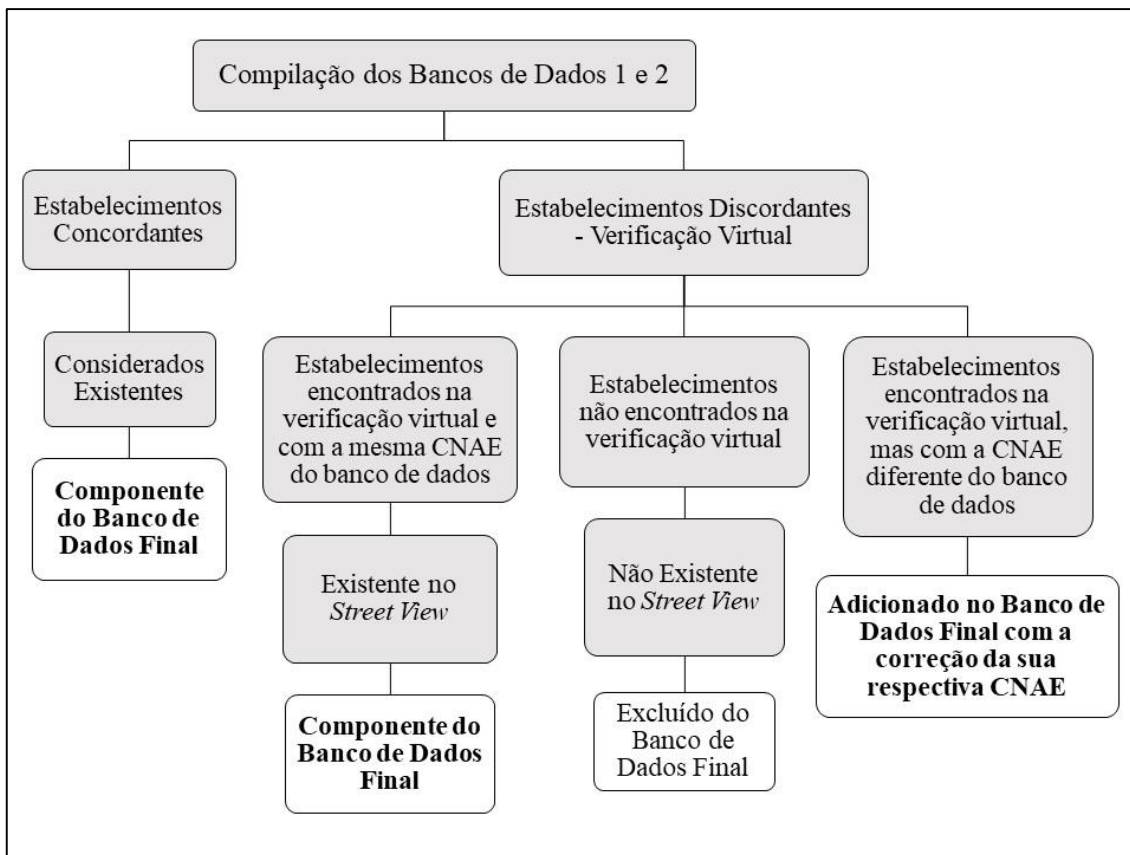 Compilação dos Bancos de Dados 1 e 2
Estabelecimentos
Concordantes
Estabelecimentos Discordantes
- Verificação Virtual
Considerados
Existentes
Estabelecimentos
encontrados na
verificação virtual e
com a mesma CNAE
do banco de dados
Estabelecimentos
não encontrados na
verificação virtual
Estabelecimentos
encontrados na
verificação virtual,
mas com a CNAE
diferente do banco
de dados
Componente
do Banco de
Dados Final
Existente no
Street View
Não Existente
no Street View
Adicionado no Banco de
Dados Final com a
correção da sua
respectiva CNAE
Componente do
Banco de Dados
Final
Excluído do
Banco de
Dados Final